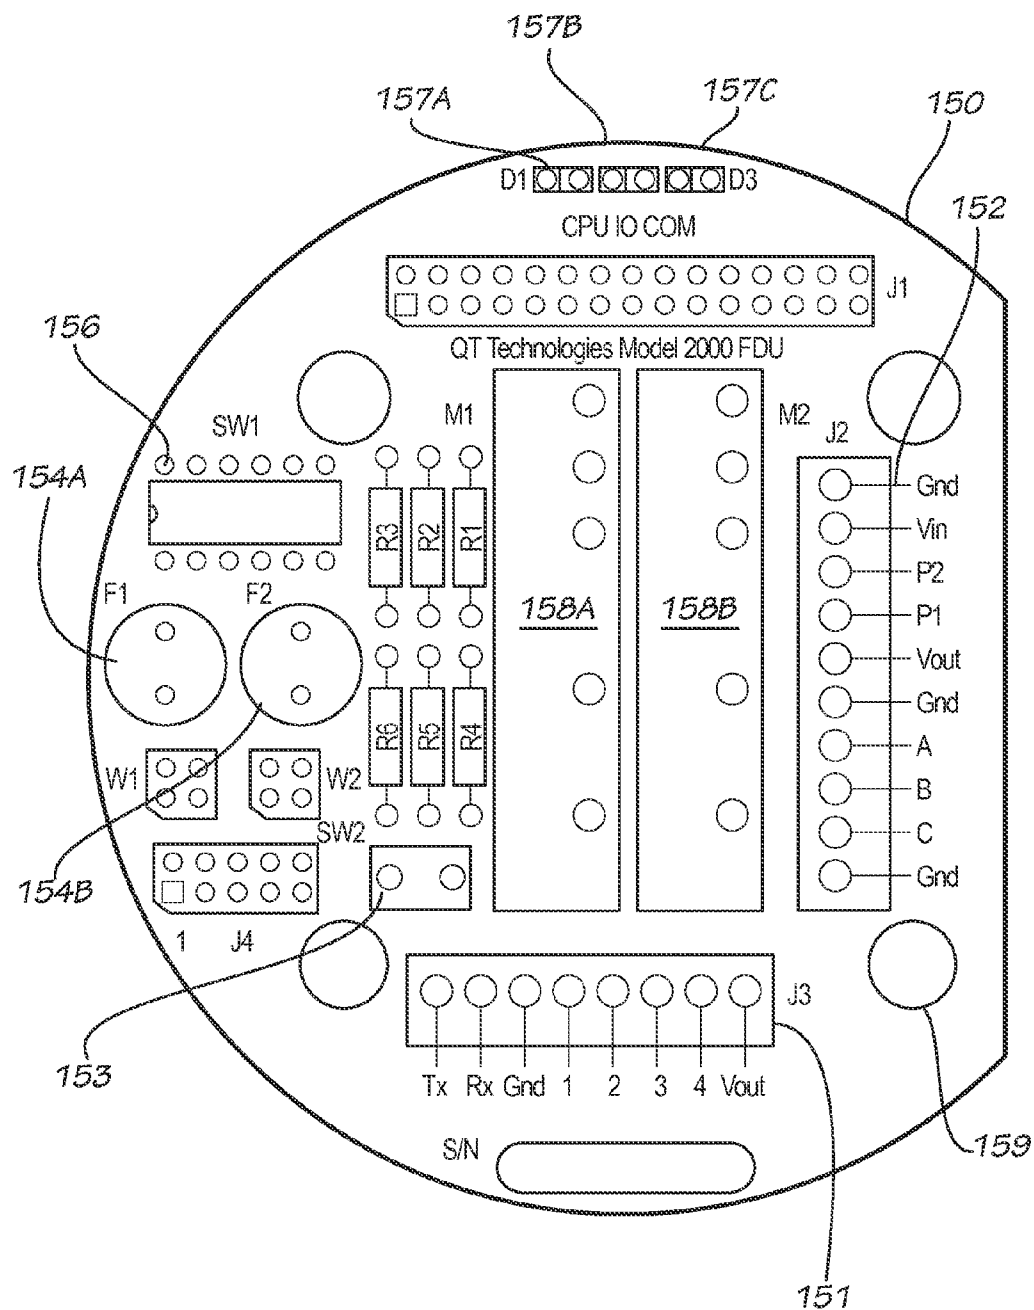 157B
157A
157C
150
D1
D3
152
CPU IO COM
J1
156
QT Technologies Model 2000 FDU
SW1
M1
M2
J2
154A
Gnd
Vin
P2
P1
Vout
Gnd
A
B
C
Gnd
R3
R2
R1
F1
F2
158A
158B
R6
R5
R4
W1
W2
SW2
154B
1
J4
153
J3
Tx
Rx
Gnd
1
2
3
4
Vout
S/N
159
151